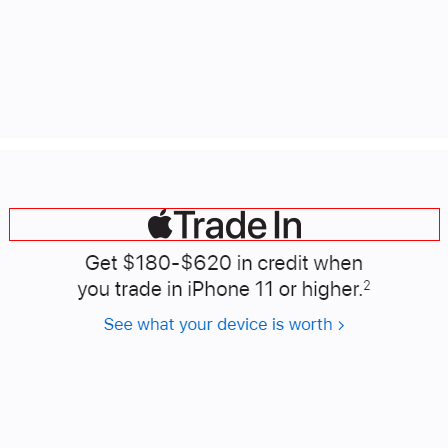 Trade In
Get $180-$620 in credit when
you trade in iPhone 11 or higher.²
See what your device is worth >